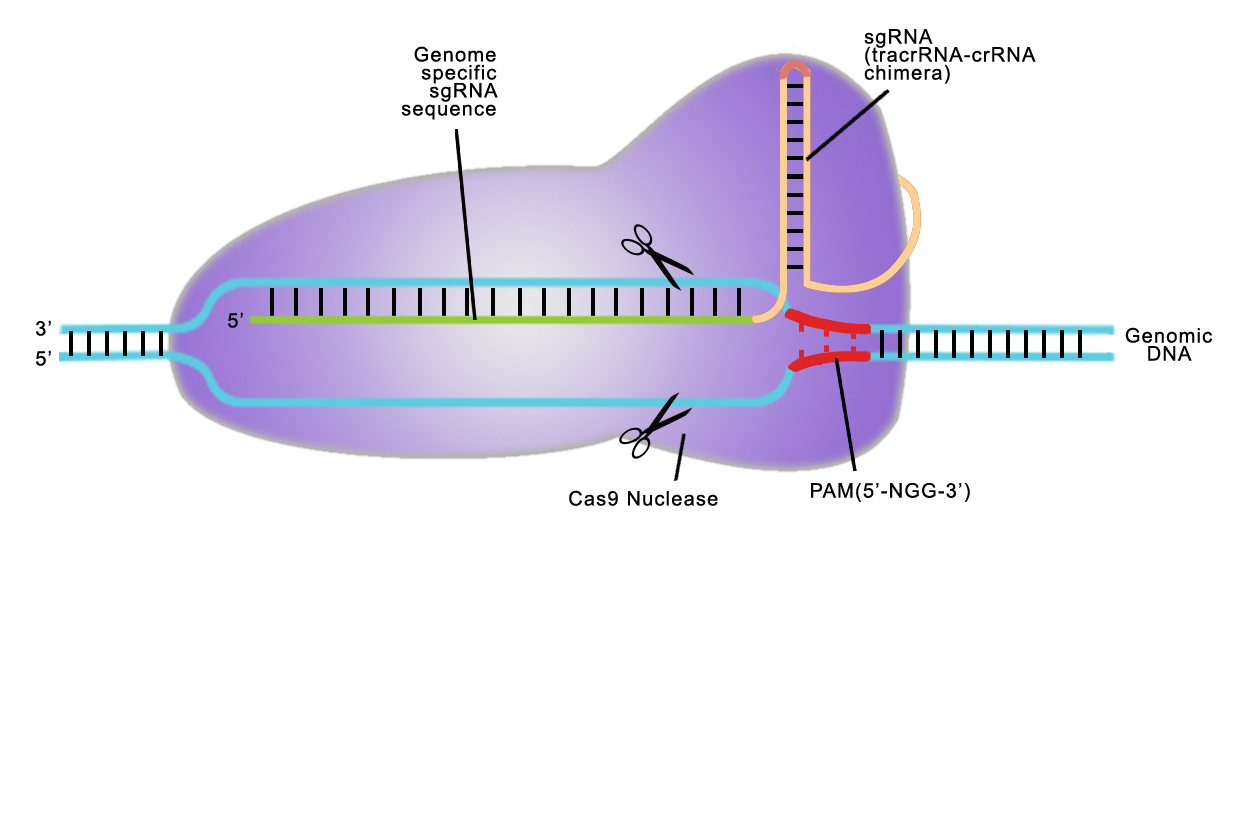 sgRNA
(tracrRNA-crRNA
chimera)
Genome
specific
sgRNA
sequence
3’
5’
5’
Genomic
DNA
Cas9 Nuclease
PAM(5’-NGG-3’)